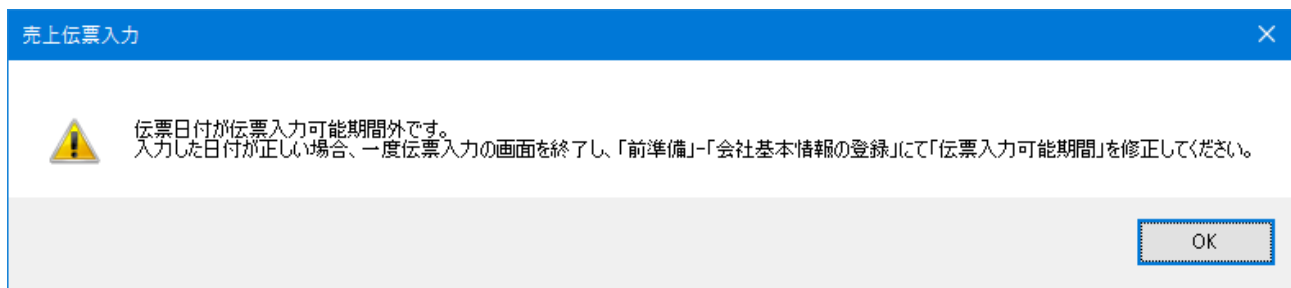 売上伝票入力
伝票日付が伝票入力可能期間外です。
入力した日付が正しい場合、一度伝票入力の画面を終了し、「前準備」-「会社基本情報の登録」にて「伝票入力可能期間」を修正してください。
OK